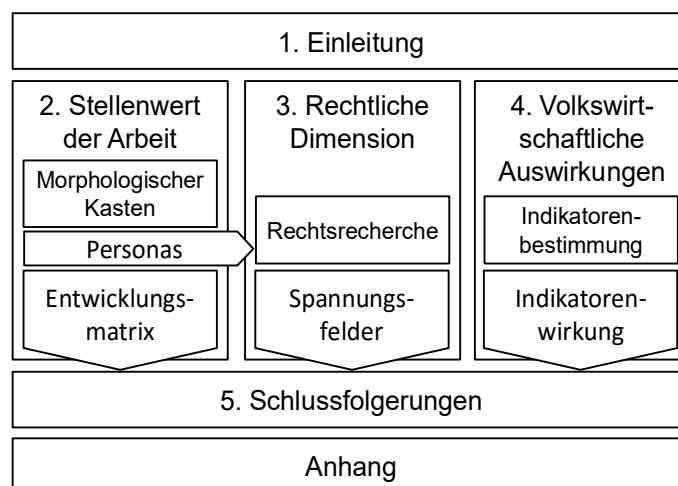 1. Einleitung
2. Stellenwert
der Arbeit
Morphologischer
Kasten
Personas
Entwicklungs-
matrix
3. Rechtliche
Dimension
Rechtsrecherche
Spannungs-
felder
4. Volkswirt-
schaftliche
Auswirkungen
Indikatoren-
bestimmung
Indikatoren-
wirkung
5. Schlussfolgerungen
Anhang